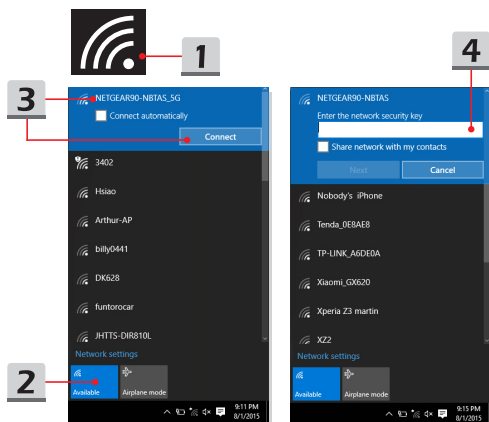 1
3
NETGEAR90-NBTAS_5G
Connect automatically
Connect
3402
Hsiao
Arthur-AP
billy0441
DK628
funtorocar
JHTTS-DIR810L
Network settings
2
Available
Airplane mode
9:11 PM
8/1/2015
4
NETGEAR90-NBTAS
Enter the network security key
Share network with my contacts
Next
Cancel
Nobody's iPhone
Tenda_0E8AE8
TP-LINK_A6DE0A
Xiaomi_GX620
Xperia Z3 martin
XZ2
Network settings
Available
Airplane mode
9:15 PM
8/1/2015